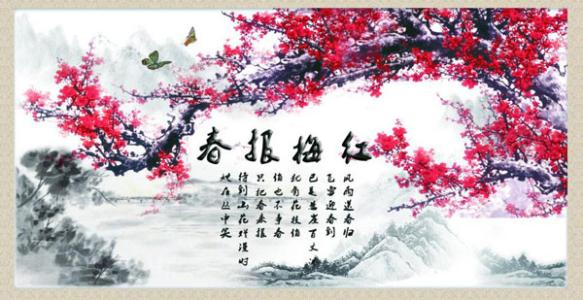 红梅报春
风雨送春归
飞雪迎春到
已是悬崖百丈冰
犹有花枝俏
俏也不争春
只把春来报
待到山花烂漫时
她在丛中笑